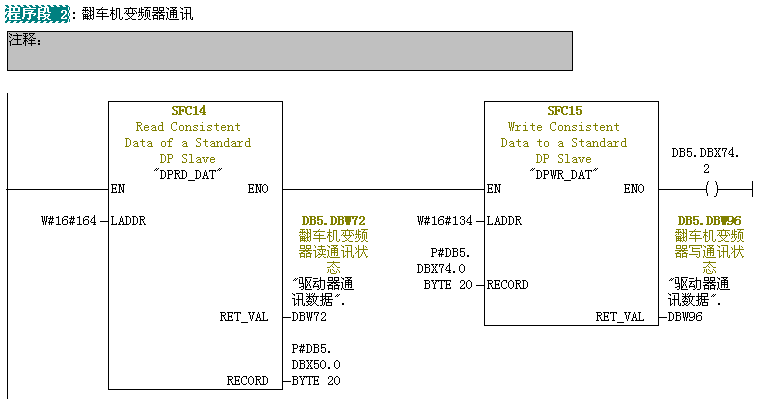 程序段 2: 翻车机变频器通讯
注释:
SFC14
Read Consistent
Data of a Standard
DP Slave
"DPRD_DAT"
EN ENO
W#16#164 LADDR
DB5.DBW72
翻车机变频
器读通讯状
态
"驱动器通
讯数据".
RET_VAL DBW72
P#DB5.
DBX50.0
RECORD BYTE 20
SFC15
Write Consistent
Data to a Standard
DP Slave
"DPWR_DAT"
EN ENO
W#16#134 LADDR
P#DB5.
DBX74.0
BYTE 20 RECORD
DB5.DBX74.
2
DB5.DBW96
翻车机变频
器写通讯状
态
"驱动器通
讯数据".
RET_VAL DBW96